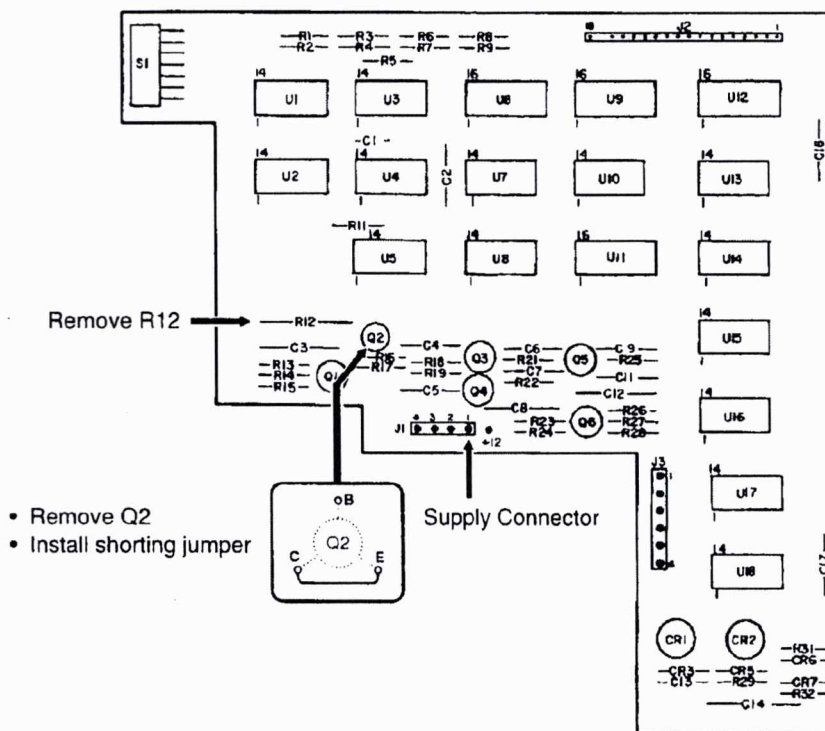 S1
R1 R3 R6 R8
R2 R4 R7 R9
R5
18 J2 1
14 U1
14 U3
16 U6
16 U9
16 U12
C1
C2
C16
14 U2
14 U4
14 U7
14 U10
14 U13
R11
14 U5
14 U8
16 U11
14 U14
Remove R12
R12
Q2
C3
C4
C6
C9
14 U15
R13
R14
R15
Q1
R16
R17
R18
R19
Q3
R21
C7
R22
Q5
R25
C11
C5
Q4
C12
C8
R23
R24
Q6
R26
R27
R28
14 U16
J1 4 3 2 1
+12
J3
1
14 U17
14 U18
C17
• Remove Q2
• Install shorting jumper
B
Q2
C E
Supply Connector
CR1 CR2
R31
CR6
CR3 CR5
C13 R29
CR7
R32
C14